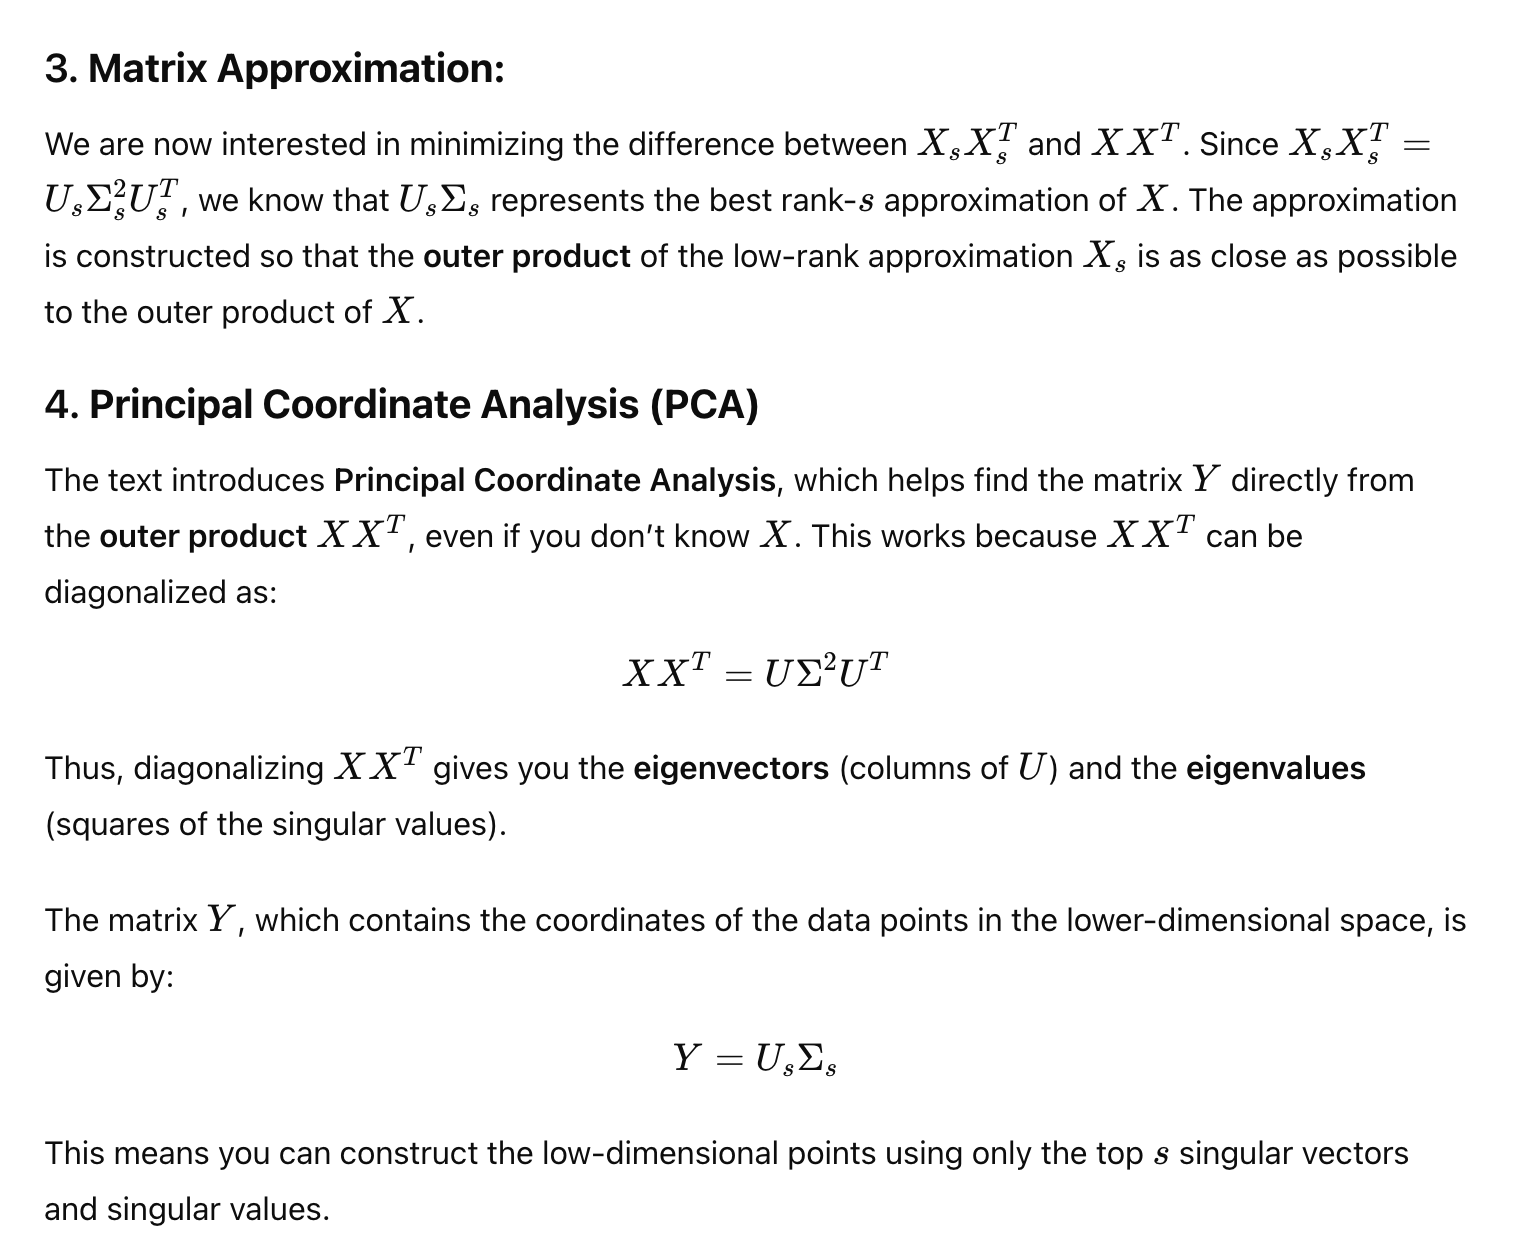 3. Matrix Approximation:
We are now interested in minimizing the difference between $X_s X_s^T$ and $XX^T$. Since $X_s X_s^T =$
$U_s \Sigma_s^2 U_s^T$, we know that $U_s \Sigma_s$ represents the best rank-$s$ approximation of $X$. The approximation
is constructed so that the outer product of the low-rank approximation $X_s$ is as close as possible
to the outer product of $X$.
4. Principal Coordinate Analysis (PCA)
The text introduces Principal Coordinate Analysis, which helps find the matrix $Y$ directly from
the outer product $XX^T$, even if you don't know $X$. This works because $XX^T$ can be
diagonalized as:
$XX^T = U \Sigma^2 U^T$
Thus, diagonalizing $XX^T$ gives you the eigenvectors (columns of $U$) and the eigenvalues
(squares of the singular values).
The matrix $Y$, which contains the coordinates of the data points in the lower-dimensional space, is
given by:
$Y = U_s \Sigma_s$
This means you can construct the low-dimensional points using only the top $s$ singular vectors
and singular values.